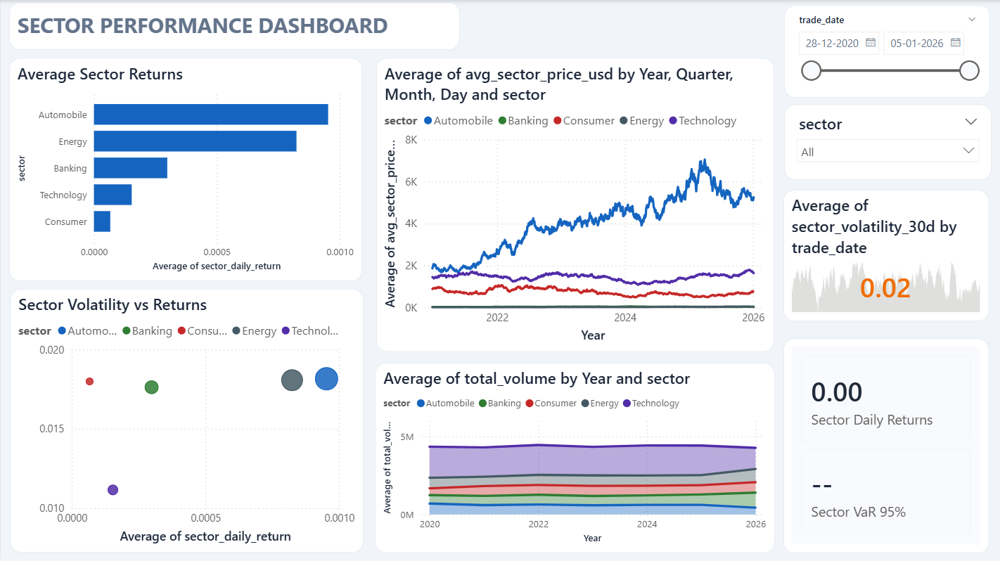 SECTOR PERFORMANCE DASHBOARD
Average Sector Returns
sector
Automobile
Energy
Banking
Technology
Consumer
0.0000 0.0005 0.0010
Average of sector_daily_return
Sector Volatility vs Returns
sector Automo... Banking Consu... Energy Technol...
0.020
0.015
0.010
0.0000 0.0005 0.0010
Average of sector_daily_return
Average of avg_sector_price_usd by Year, Quarter,
Month, Day and sector
sector Automobile Banking Consumer Energy Technology
Average of avg_sector_price...
8K
6K
4K
2K
0K
2022 2024 2026
Year
Average of total_volume by Year and sector
sector Automobile Banking Consumer Energy Technology
Average of total_vol...
5M
0M
2020 2022 2024 2026
Year
trade_date
28-12-2020 05-01-2026
sector
All
Average of
sector_volatility_30d by
trade_date
0.02
0.00
Sector Daily Returns
--
Sector VaR 95%